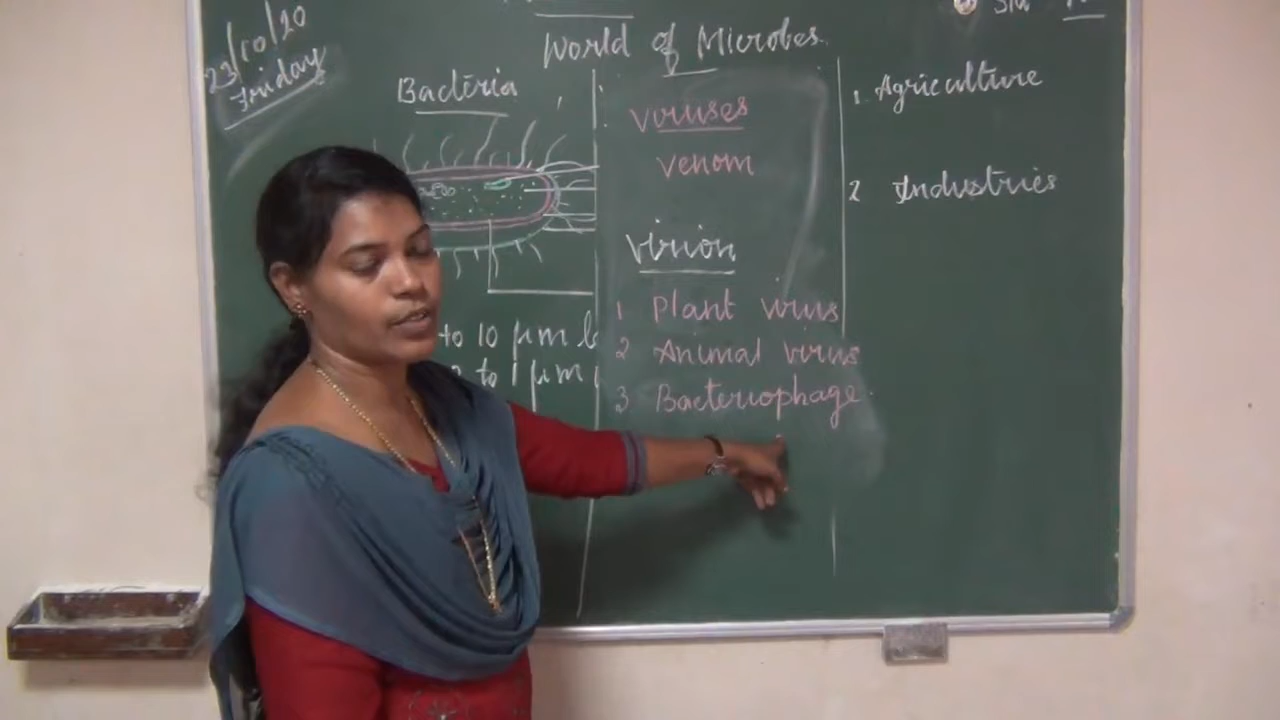 23/10/20
Friday
Std
World of Microbes
Bacteria
to 10 µm
to 1 µm
Viruses
venom
Virion
1 Plant virus
2 Animal virus
3 Bacteriophage
1. Agriculture
2 Industries